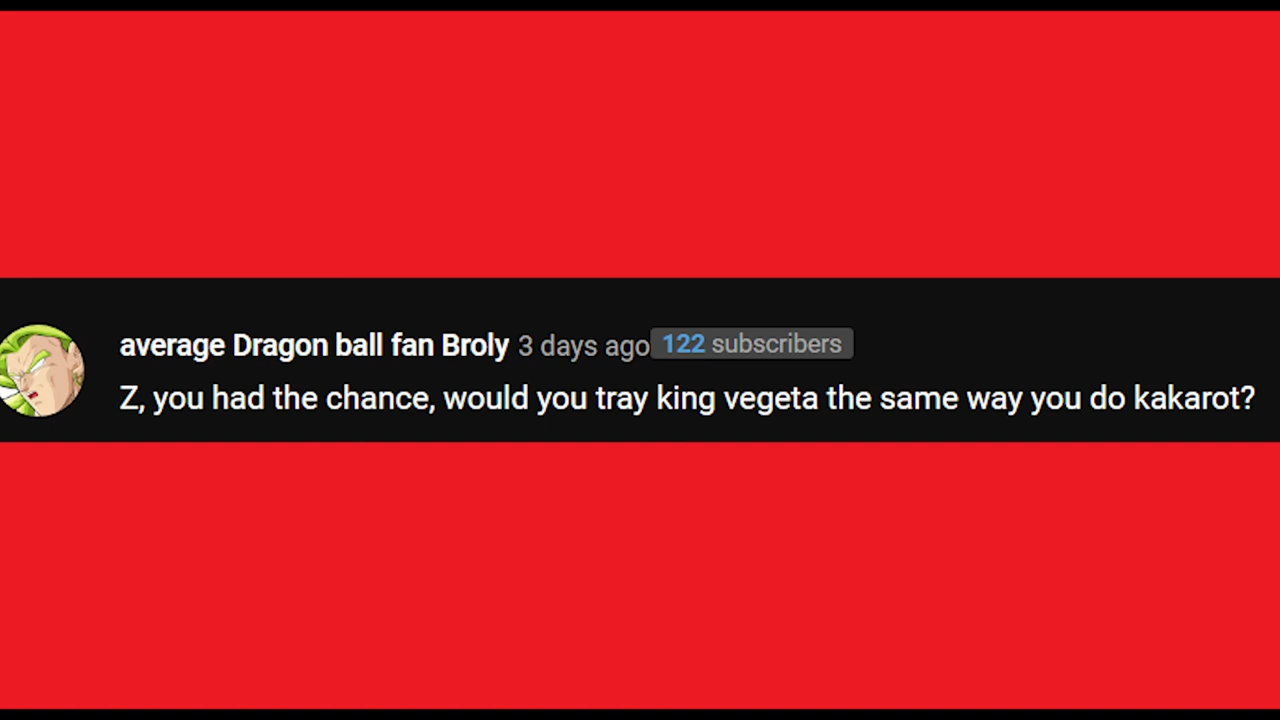 average Dragon ball fan Broly 3 days ago 122 subscribers
Z, you had the chance, would you tray king vegeta the same way you do kakarot?